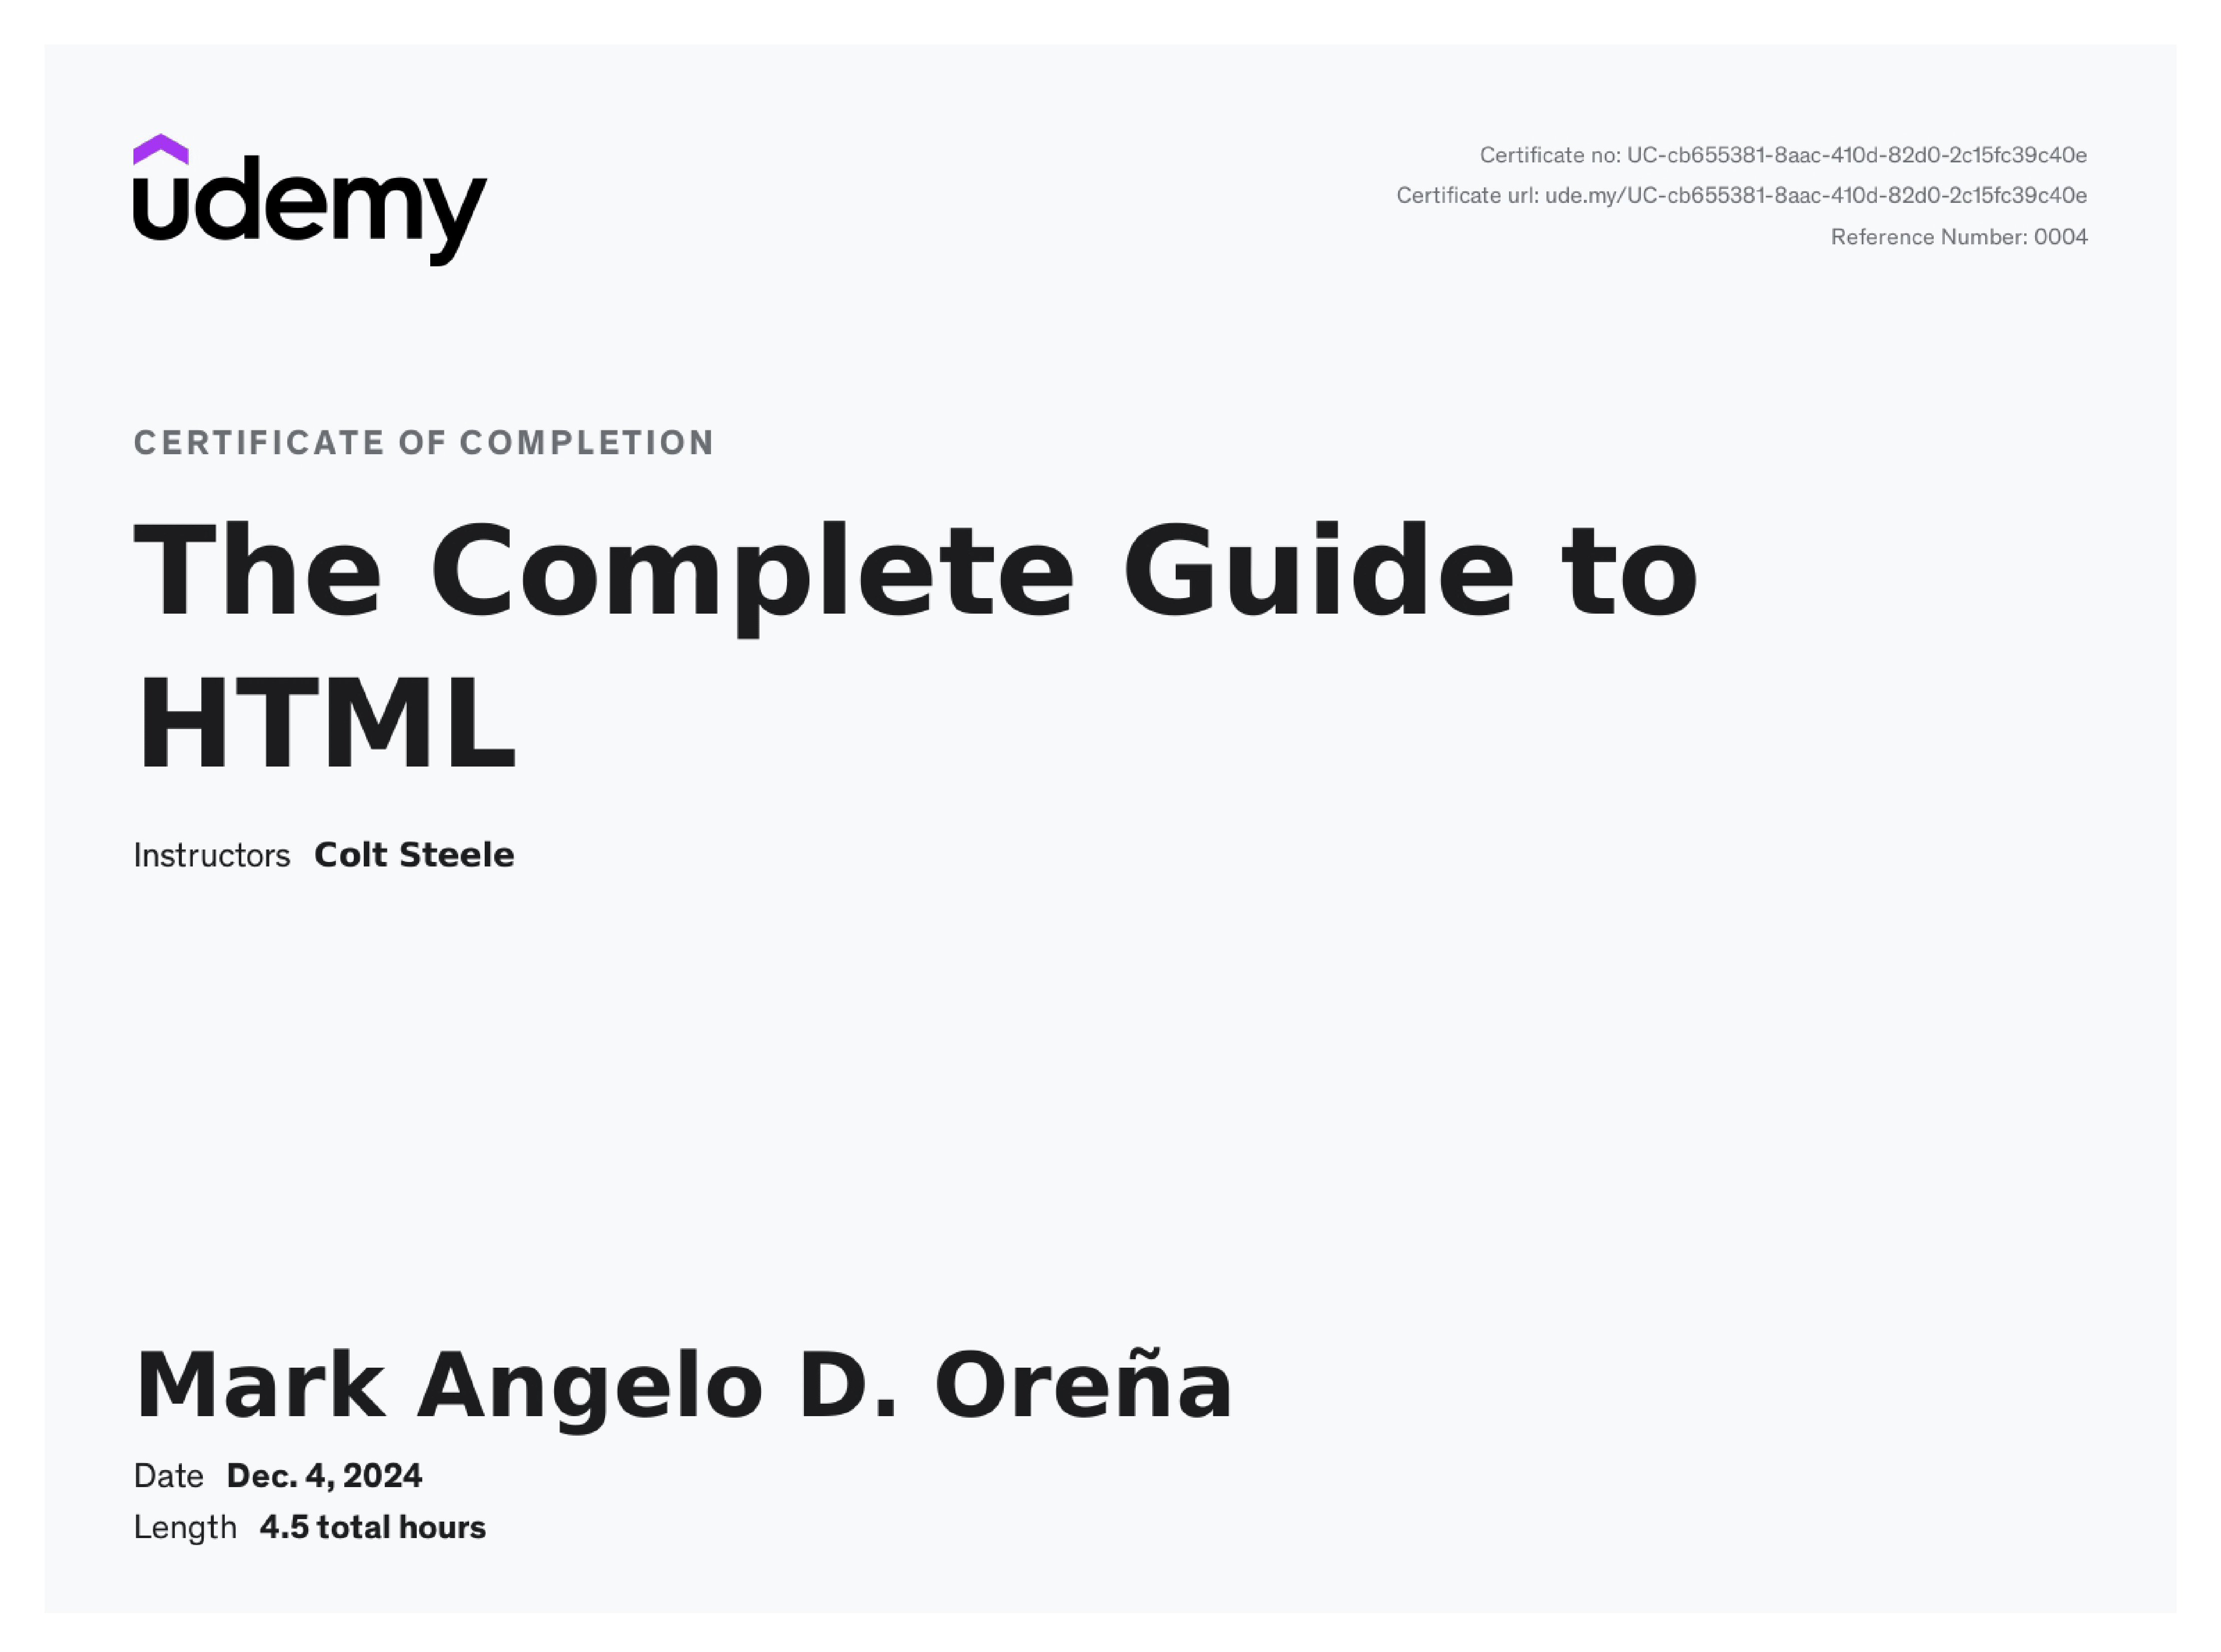 udemy
Certificate no: UC-cb655381-8aac-410d-82d0-2c15fc39c40e
Certificate url: ude.my/UC-cb655381-8aac-410d-82d0-2c15fc39c40e
Reference Number: 0004
CERTIFICATE OF COMPLETION
The Complete Guide to
HTML
Instructors Colt Steele
Mark Angelo D. Oreña
Date Dec. 4, 2024
Length 4.5 total hours